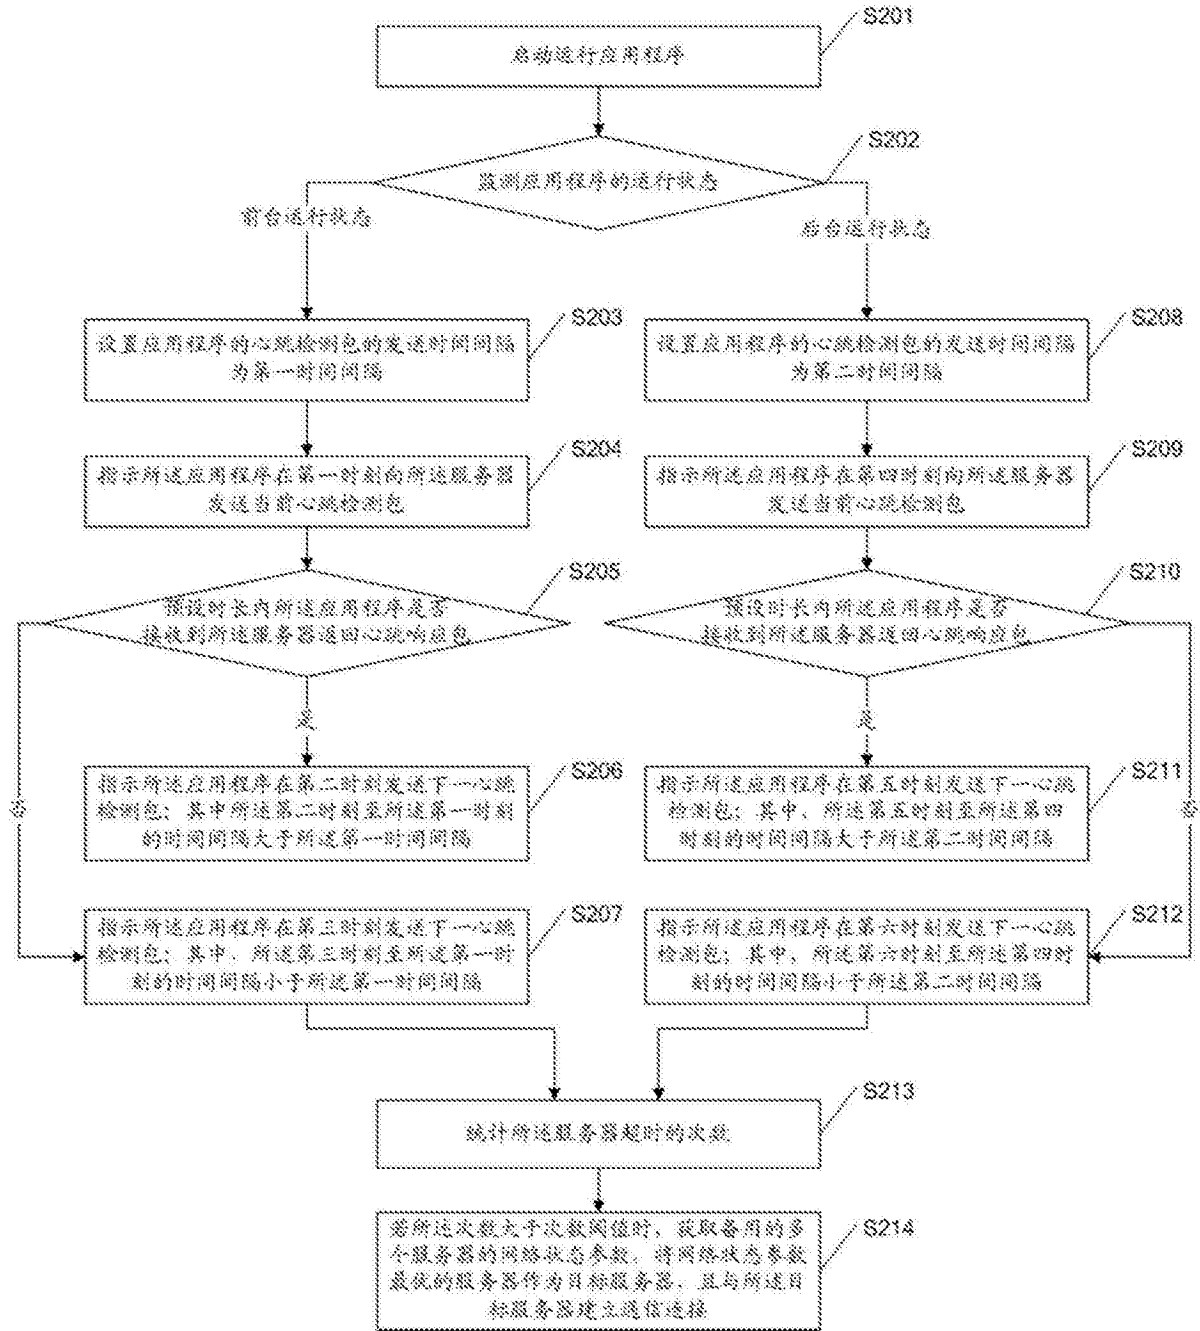 S201
启动运行应用程序
S202
监测应用程序的运行状态
前台运行状态
后台运行状态
S203
设置应用程序的心跳检测包的发送时间间隔
为第一时间间隔
S208
设置应用程序的心跳检测包的发送时间间隔
为第二时间间隔
S204
指示所述应用程序在第一时刻向所述服务器
发送当前心跳检测包
S209
指示所述应用程序在第四时刻向所述服务器
发送当前心跳检测包
S205
预设时长内所述应用程序是否
接收到所述服务器返回心跳响应包
S210
预设时长内所述应用程序是否
接收到所述服务器返回心跳响应包
是
是
否
否
S206
指示所述应用程序在第二时刻发送下一心跳
检测包；其中所述第二时刻至所述第一时刻
的时间间隔大于所述第一时间间隔
S211
指示所述应用程序在第五时刻发送下一心跳
检测包；其中，所述第五时刻至所述第四
时刻的时间间隔大于所述第二时间间隔
S207
指示所述应用程序在第三时刻发送下一心跳
检测包；其中，所述第三时刻至所述第一时
刻的时间间隔小于所述第一时间间隔
S212
指示所述应用程序在第六时刻发送下一心跳
检测包；其中，所述第六时刻至所述第四时
刻的时间间隔小于所述第二时间间隔
S213
统计所述服务器超时的次数
S214
若所述次数大于次数阈值时，获取备用的多
个服务器的网络状态参数，将网络状态参数
最优的服务器作为目标服务器，且与所述目
标服务器建立通信连接